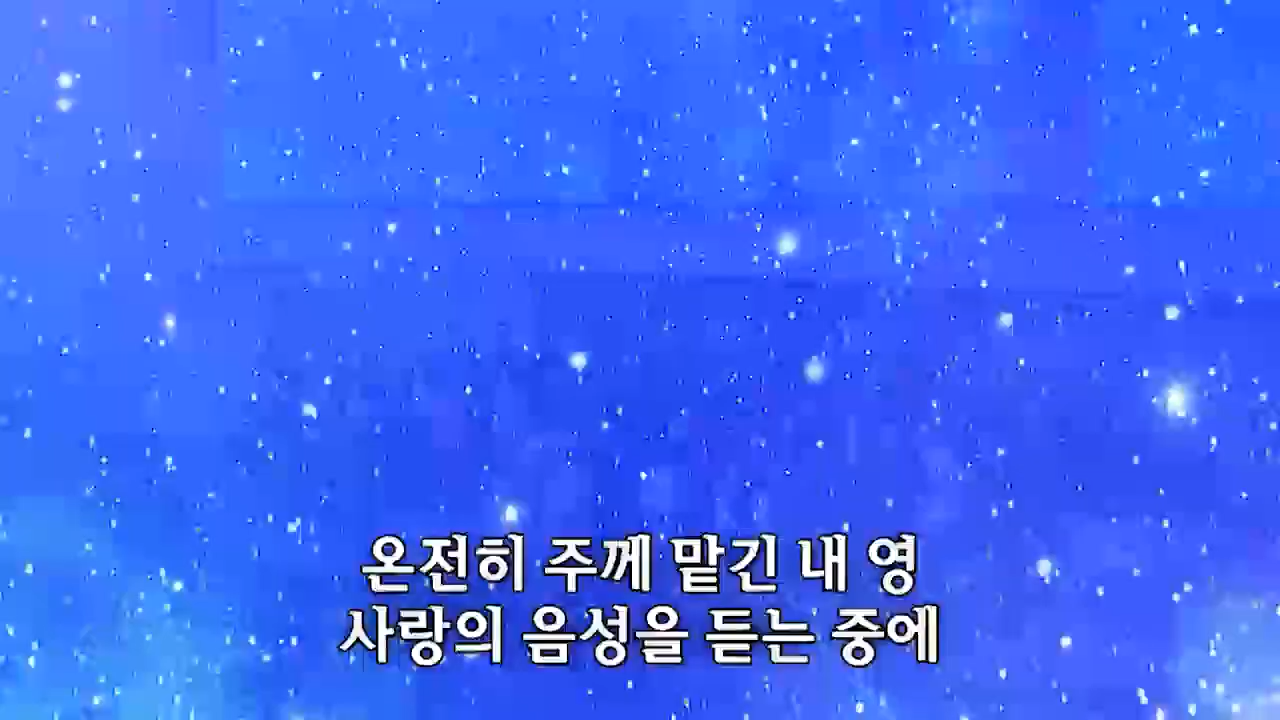 온전히 주께 맡긴 내 영
사랑의 음성을 듣는 중에